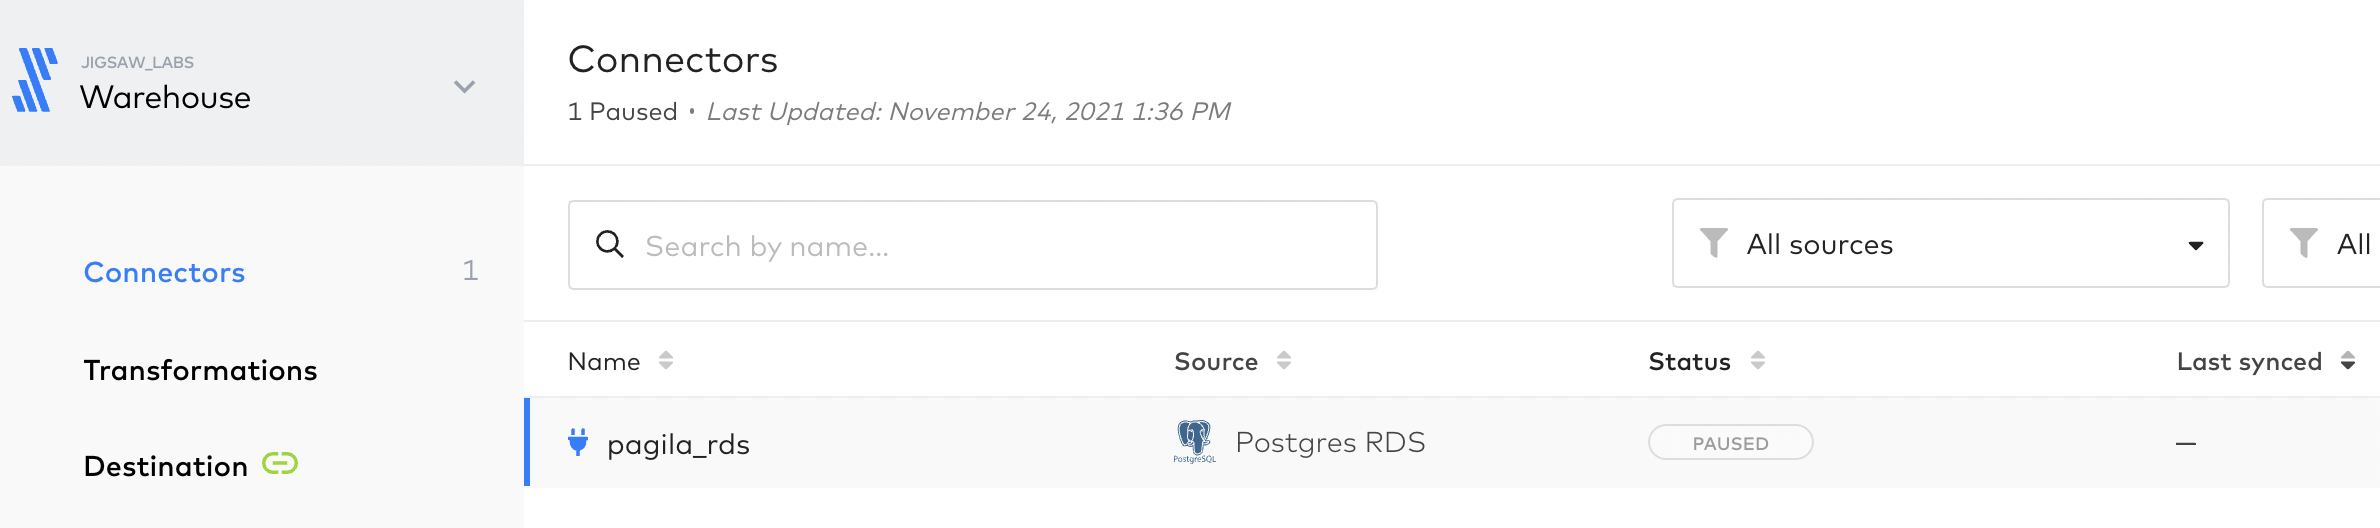 JIGSAW_LABS
Warehouse
Connectors 1
Transformations
Destination
Connectors
1 Paused • Last Updated: November 24, 2021 1:36 PM
Search by name...
All sources
All
Name
Source
Status
Last synced
pagila_rds
PostgreSQL
Postgres RDS
PAUSED
—